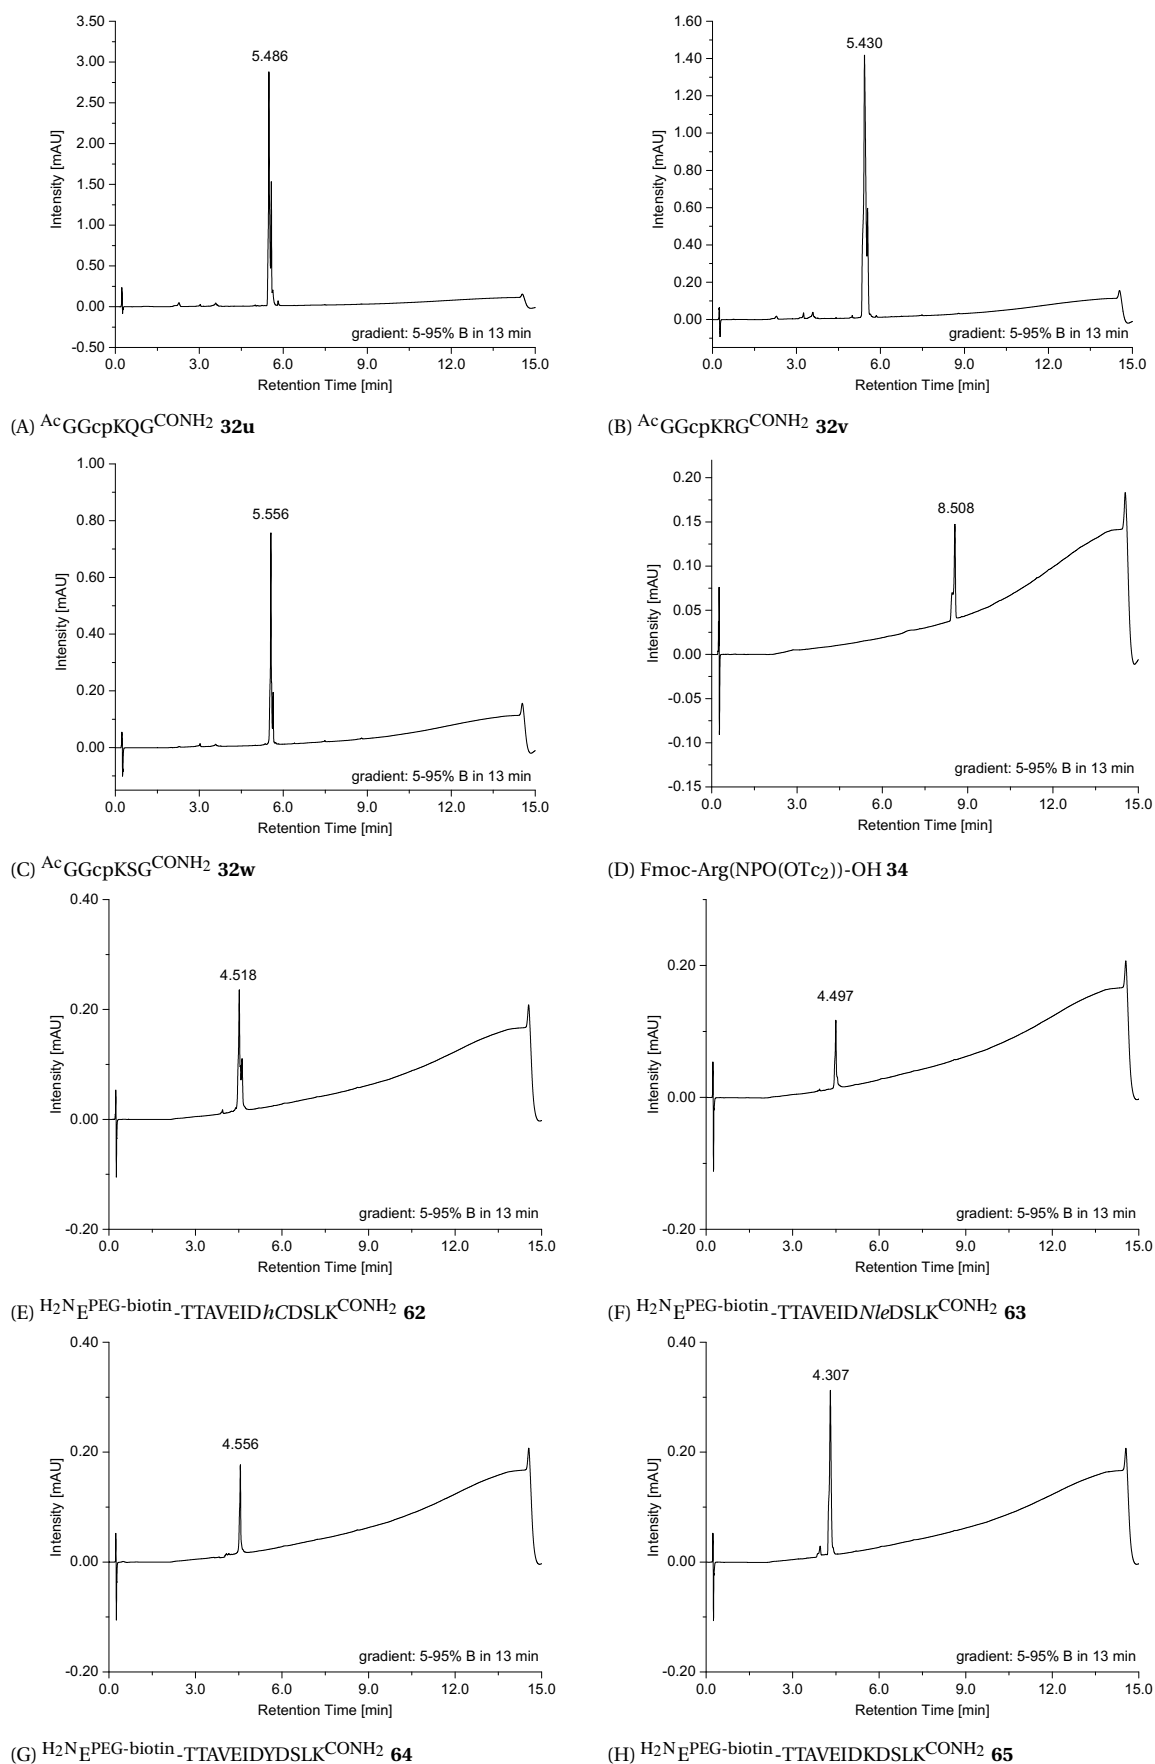 3.50
3.00
2.50
2.00
1.50
1.00
0.50
0.00
-0.50
Intensity [mAU]
5.486
gradient: 5-95% B in 13 min
0.0 3.0 6.0 9.0 12.0 15.0
Retention Time [min]
(A) AcGGcpKQGCONH2 32u
1.60
1.40
1.20
1.00
0.80
0.60
0.40
0.20
0.00
Intensity [mAU]
5.430
gradient: 5-95% B in 13 min
0.0 3.0 6.0 9.0 12.0 15.0
Retention Time [min]
(B) AcGGcpKRGCONH2 32v
1.00
0.80
0.60
0.40
0.20
0.00
Intensity [mAU]
5.556
gradient: 5-95% B in 13 min
0.0 3.0 6.0 9.0 12.0 15.0
Retention Time [min]
(C) AcGGcpKSGCONH2 32w
0.20
0.15
0.10
0.05
0.00
-0.05
-0.10
-0.15
Intensity [mAU]
8.508
gradient: 5-95% B in 13 min
0.0 3.0 6.0 9.0 12.0 15.0
Retention Time [min]
(D) Fmoc-Arg(NPO(OTc2))-OH 34
0.40
0.20
0.00
-0.20
Intensity [mAU]
4.518
gradient: 5-95% B in 13 min
0.0 3.0 6.0 9.0 12.0 15.0
Retention Time [min]
(E) H2NEPEG-biotin-TTAVEIDhCDSLKCONH2 62
0.20
0.00
-0.20
Intensity [mAU]
4.497
gradient: 5-95% B in 13 min
0.0 3.0 6.0 9.0 12.0 15.0
Retention Time [min]
(F) H2NEPEG-biotin-TTAVEIDNleDSLKCONH2 63
0.40
0.20
0.00
-0.20
Intensity [mAU]
4.556
gradient: 5-95% B in 13 min
0.0 3.0 6.0 9.0 12.0 15.0
Retention Time [min]
(G) H2NEPEG-biotin-TTAVEIDYDSLKCONH2 64
0.40
0.20
0.00
-0.20
Intensity [mAU]
4.307
gradient: 5-95% B in 13 min
0.0 3.0 6.0 9.0 12.0 15.0
Retention Time [min]
(H) H2NEPEG-biotin-TTAVEIDKDSLKCONH2 65